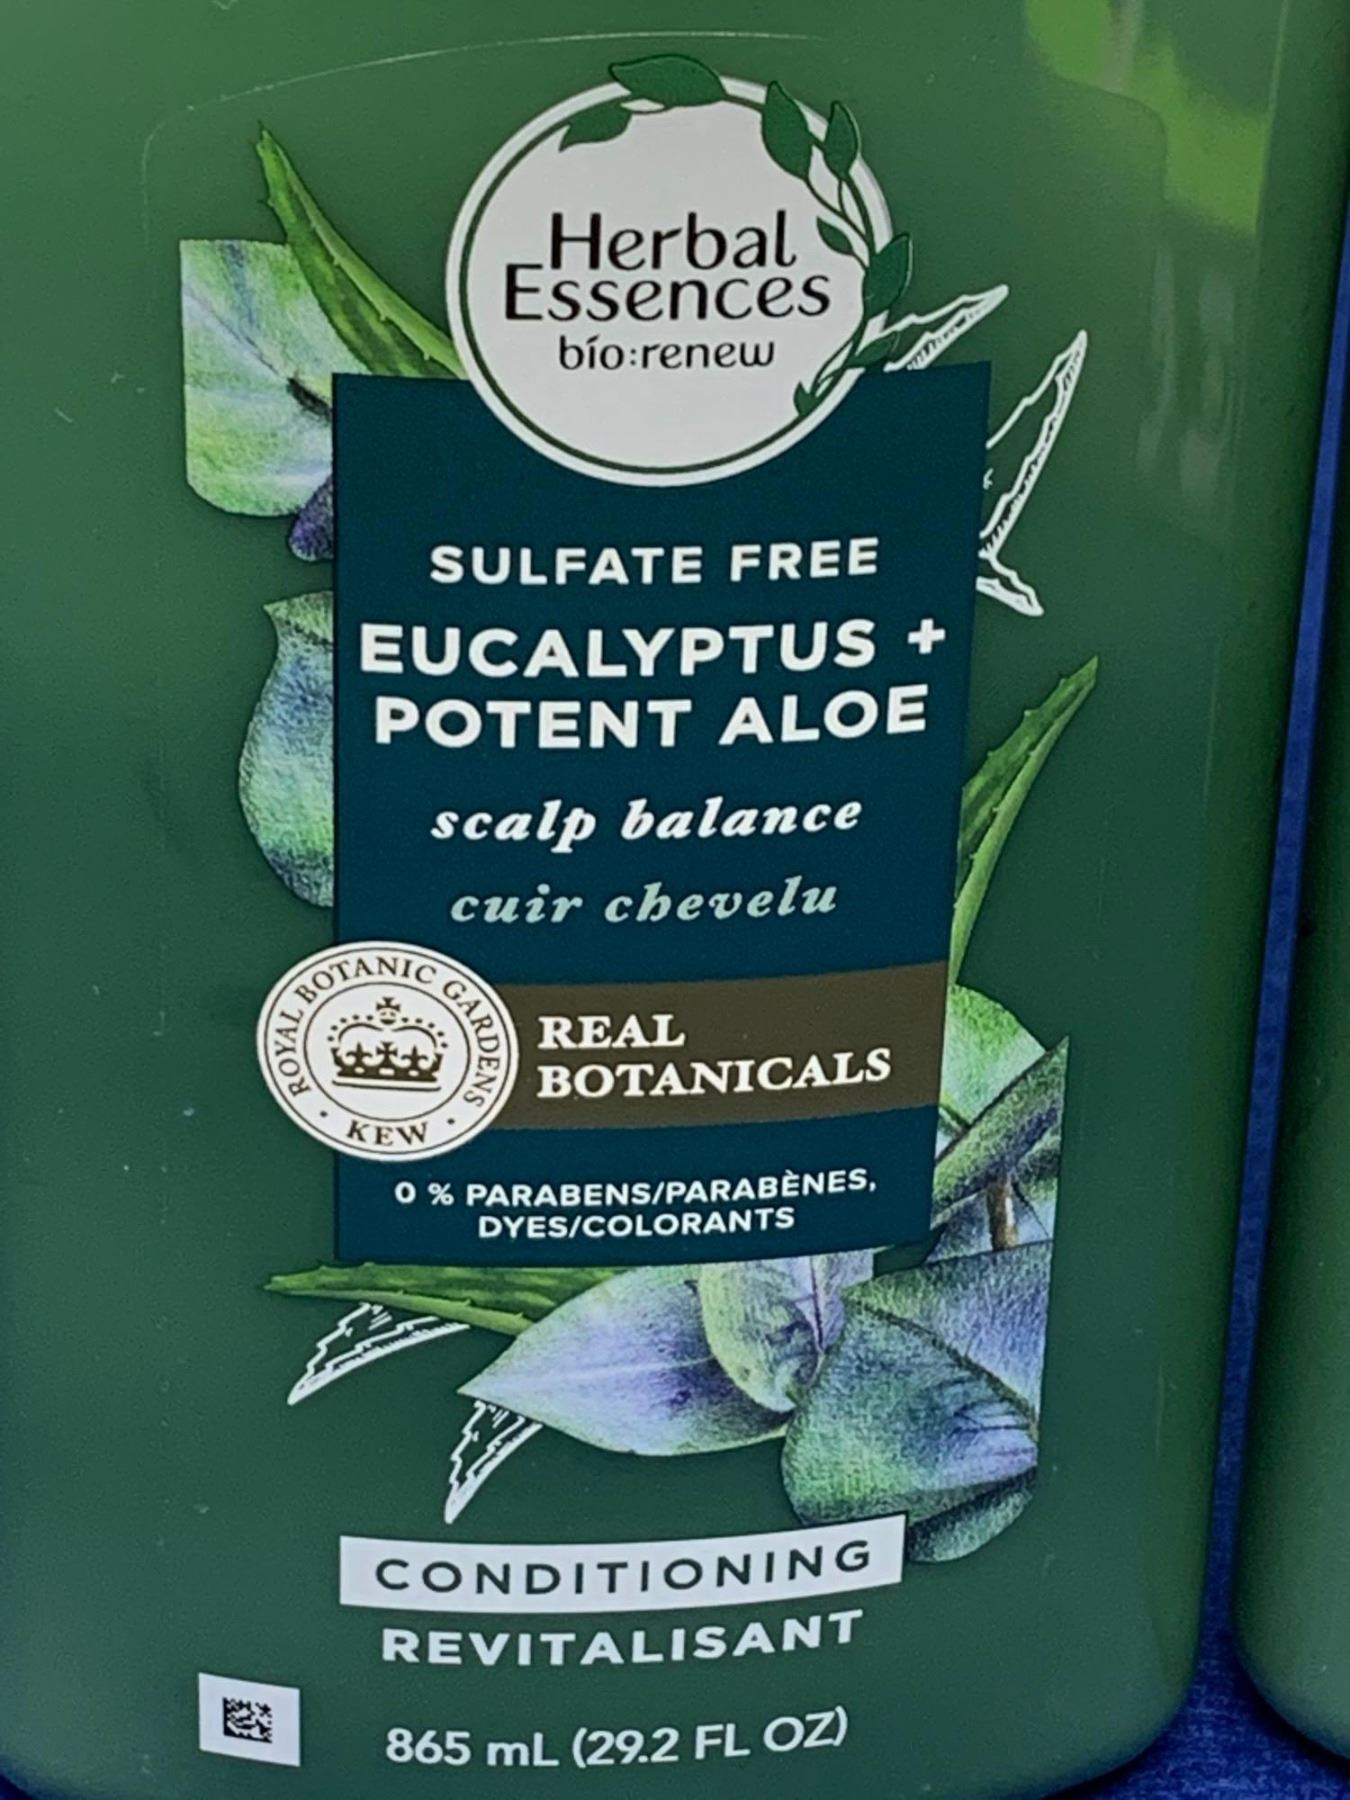 Herbal
Essences
bío:renew
SULFATE FREE
EUCALYPTUS +
POTENT ALOE
scalp balance
cuir chevelu
ROYAL BOTANIC GARDENS
· KEW ·
REAL
BOTANICALS
0 % PARABENS/PARABÈNES,
DYES/COLORANTS
CONDITIONING
REVITALISANT
865 mL (29.2 FL OZ)